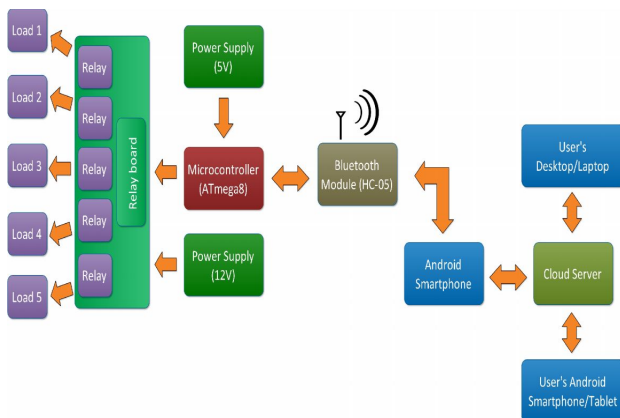 Load 1
Load 2
Load 3
Load 4
Load 5
Relay
Relay
Relay
Relay
Relay
Relay board
Power Supply
(5V)
Microcontroller
(ATmega8)
Power Supply
(12V)
Bluetooth
Module (HC-05)
Android
Smartphone
User's
Desktop/Laptop
Cloud Server
User's Android
Smartphone/Tablet